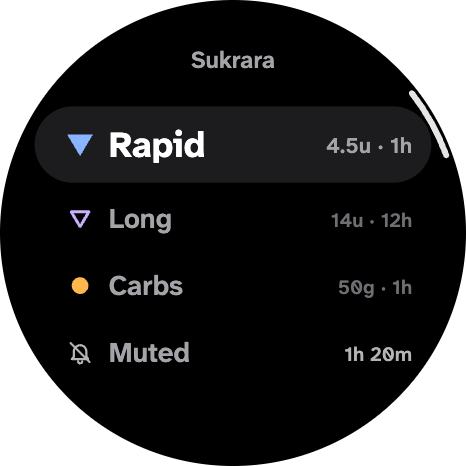 Sukrara
Rapid 4.5u · 1h
Long 14u · 12h
Carbs 50g · 1h
Muted 1h 20m